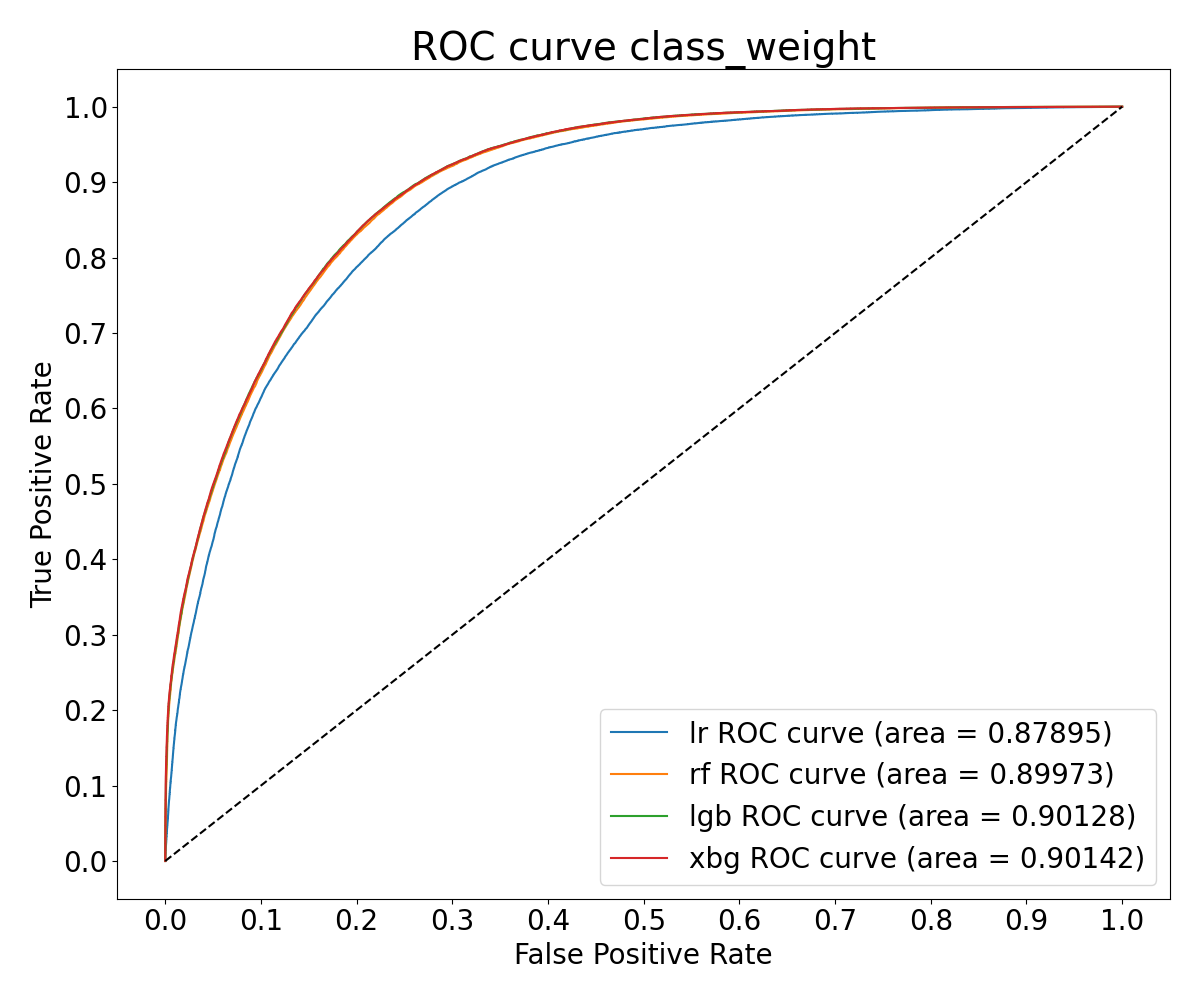 ROC curve class_weight
1.0
0.9
0.8
0.7
0.6
0.5
0.4
0.3
0.2
0.1
0.0
True Positive Rate
lr ROC curve (area = 0.87895)
rf ROC curve (area = 0.89973)
lgb ROC curve (area = 0.90128)
xbg ROC curve (area = 0.90142)
0.0 0.1 0.2 0.3 0.4 0.5 0.6 0.7 0.8 0.9 1.0
False Positive Rate